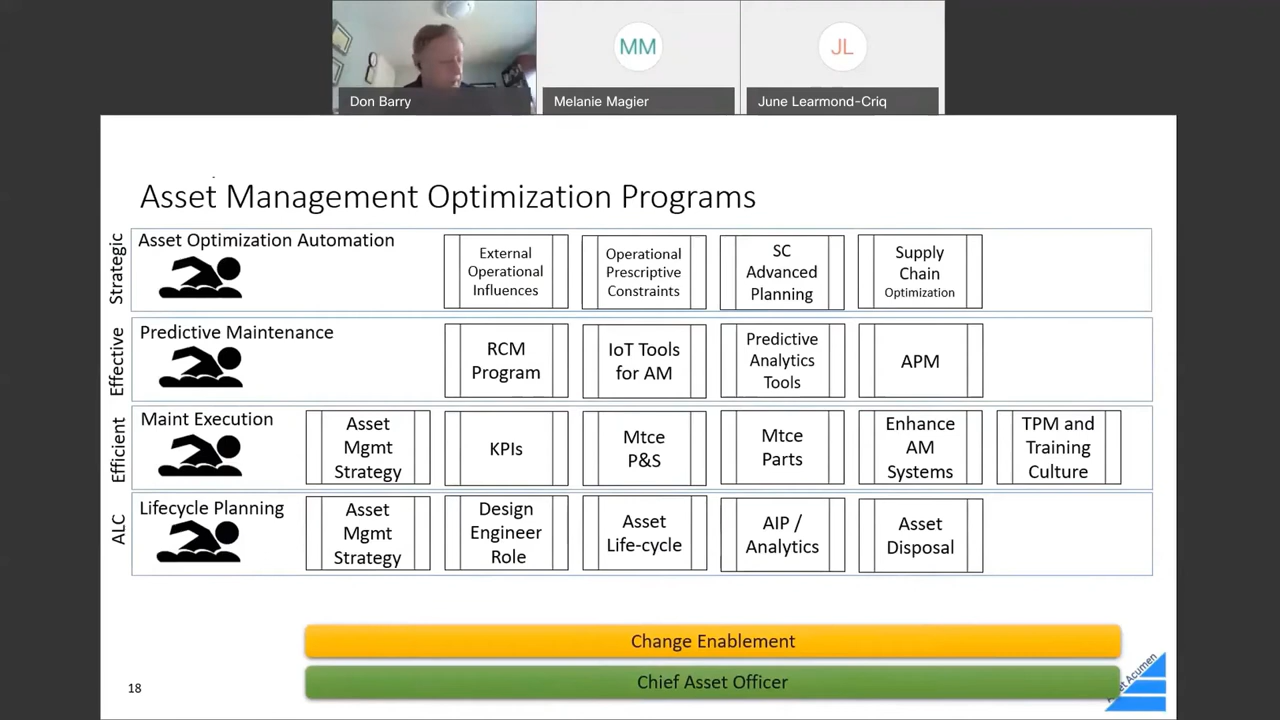 MM
JL
Don Barry
Melanie Magier
June Learmond-Criq
Asset Management Optimization Programs
Strategic
Asset Optimization Automation
External
Operational
Influences
Operational
Prescriptive
Constraints
SC
Advanced
Planning
Supply
Chain
Optimization
Effective
Predictive Maintenance
RCM
Program
IoT Tools
for AM
Predictive
Analytics
Tools
APM
Efficient
Maint Execution
Asset
Mgmt
Strategy
KPIs
Mtce
P&S
Mtce
Parts
Enhance
AM
Systems
TPM and
Training
Culture
ALC
Lifecycle Planning
Asset
Mgmt
Strategy
Design
Engineer
Role
Asset
Life-cycle
AIP /
Analytics
Asset
Disposal
Change Enablement
Chief Asset Officer
18
Asset Acumen